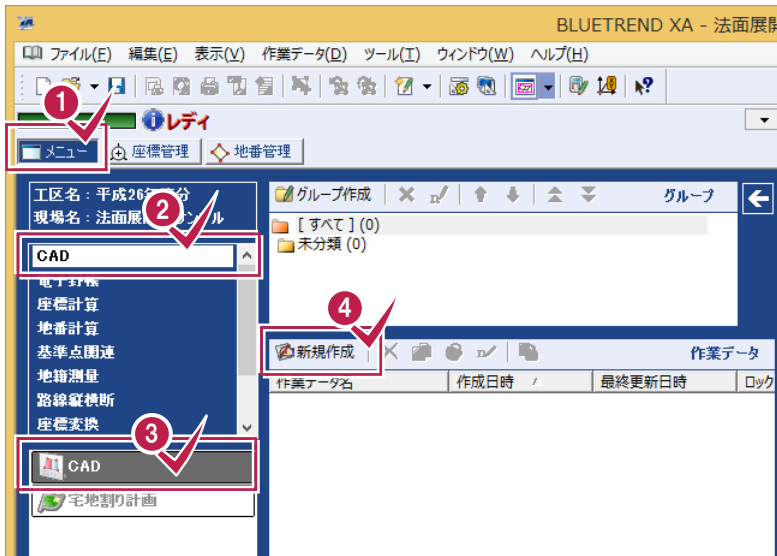 BLUETREND XA - 法面展開
ファイル(F) 編集(E) 表示(V) 作業データ(D) ツール(T) ウィンドウ(W) ヘルプ(H)
1
レディ
メニュー 座標管理 地番管理
工区名：平成26年
現場名：法面展
2
CAD
座標計算
地番計算
基準点関連
地籍測量
路線縦横断
座標変換
3
CAD
宅地割り計画
グループ作成 グループ
[ すべて ] (0)
未分類 (0)
4
新規作成 作業データ
作業データ名 作成日時 最終更新日時 ロック